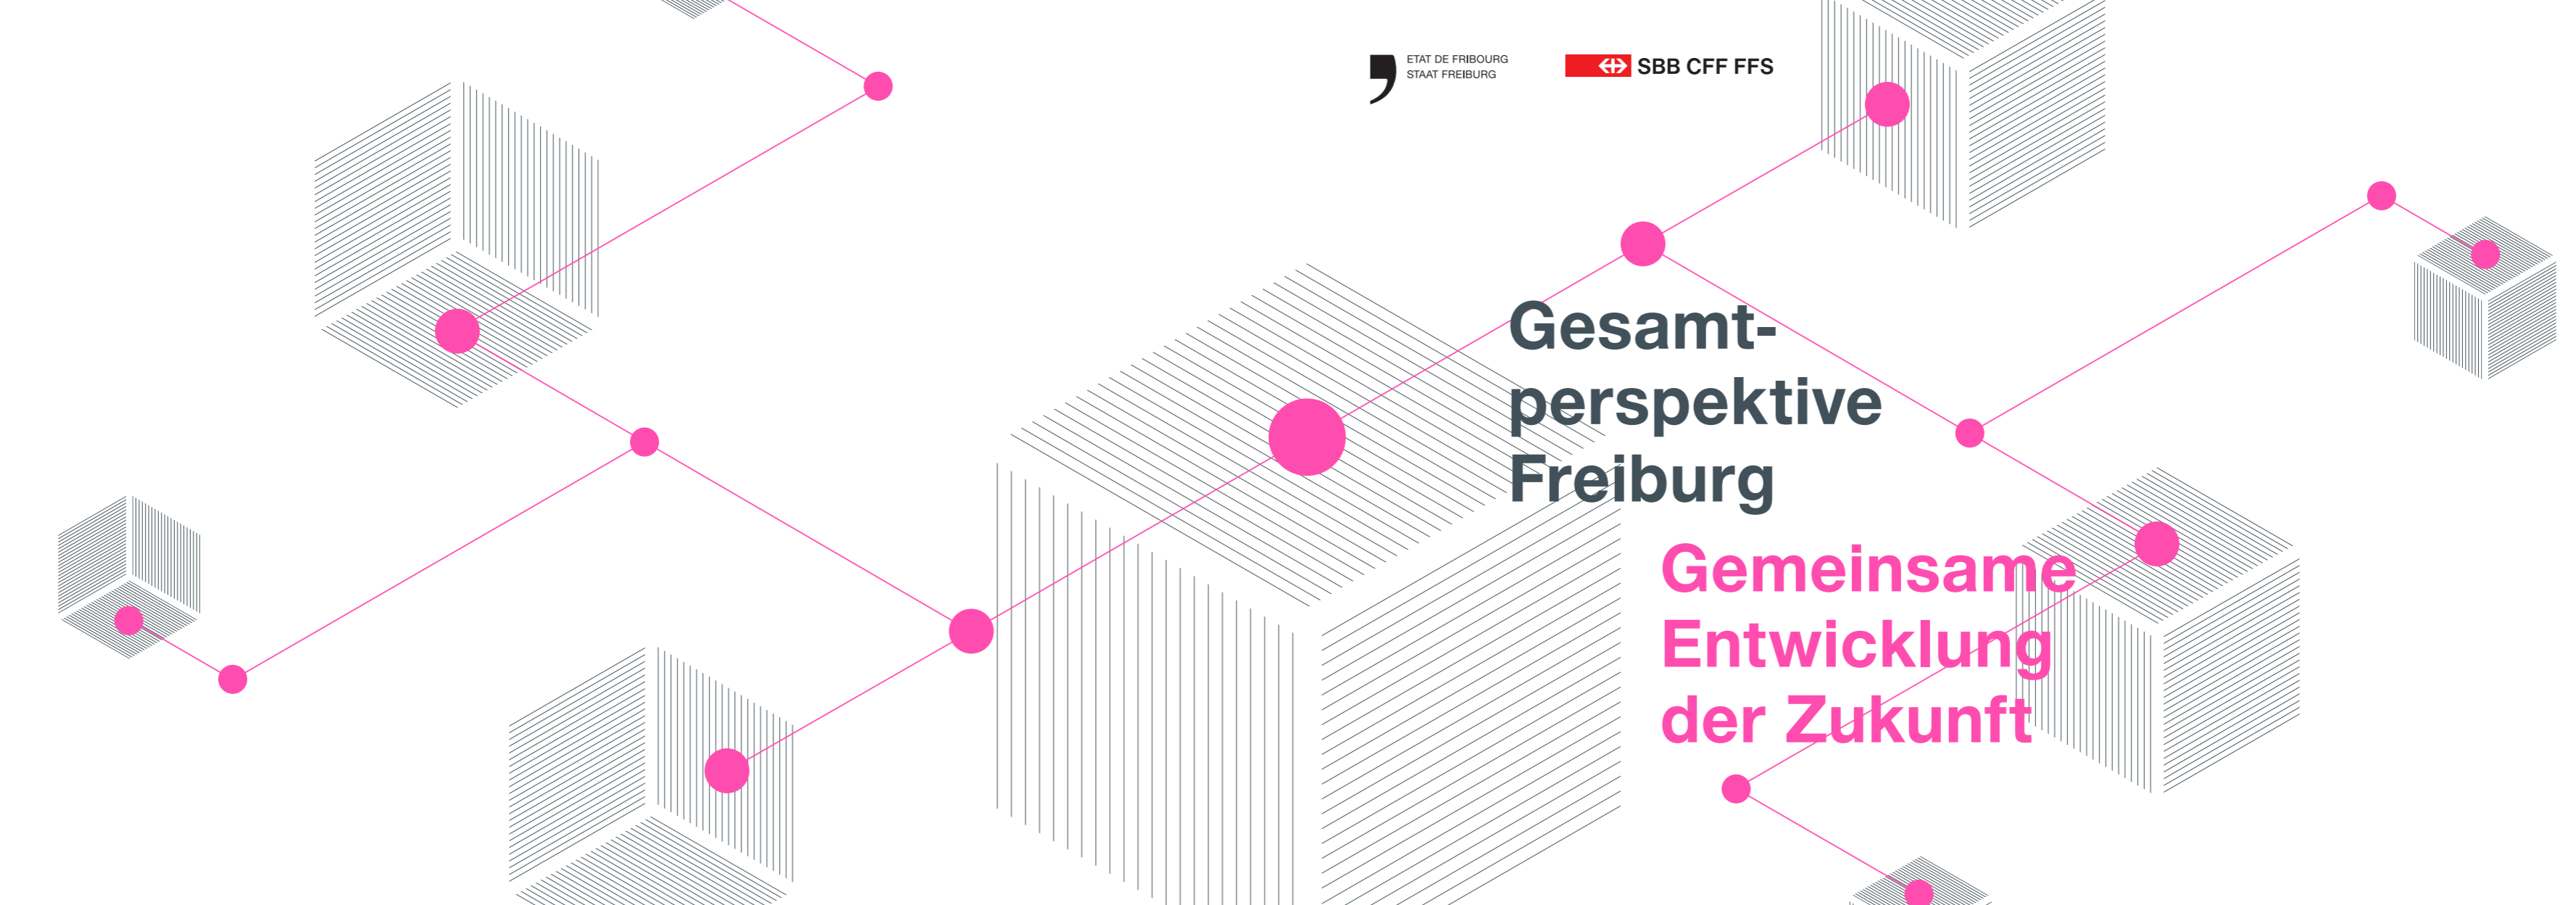 ETAT DE FRIBOURG
STAAT FREIBURG
SBB CFF FFS
Gesamt-
perspektive
Freiburg
Gemeinsame
Entwicklung
der Zukunft